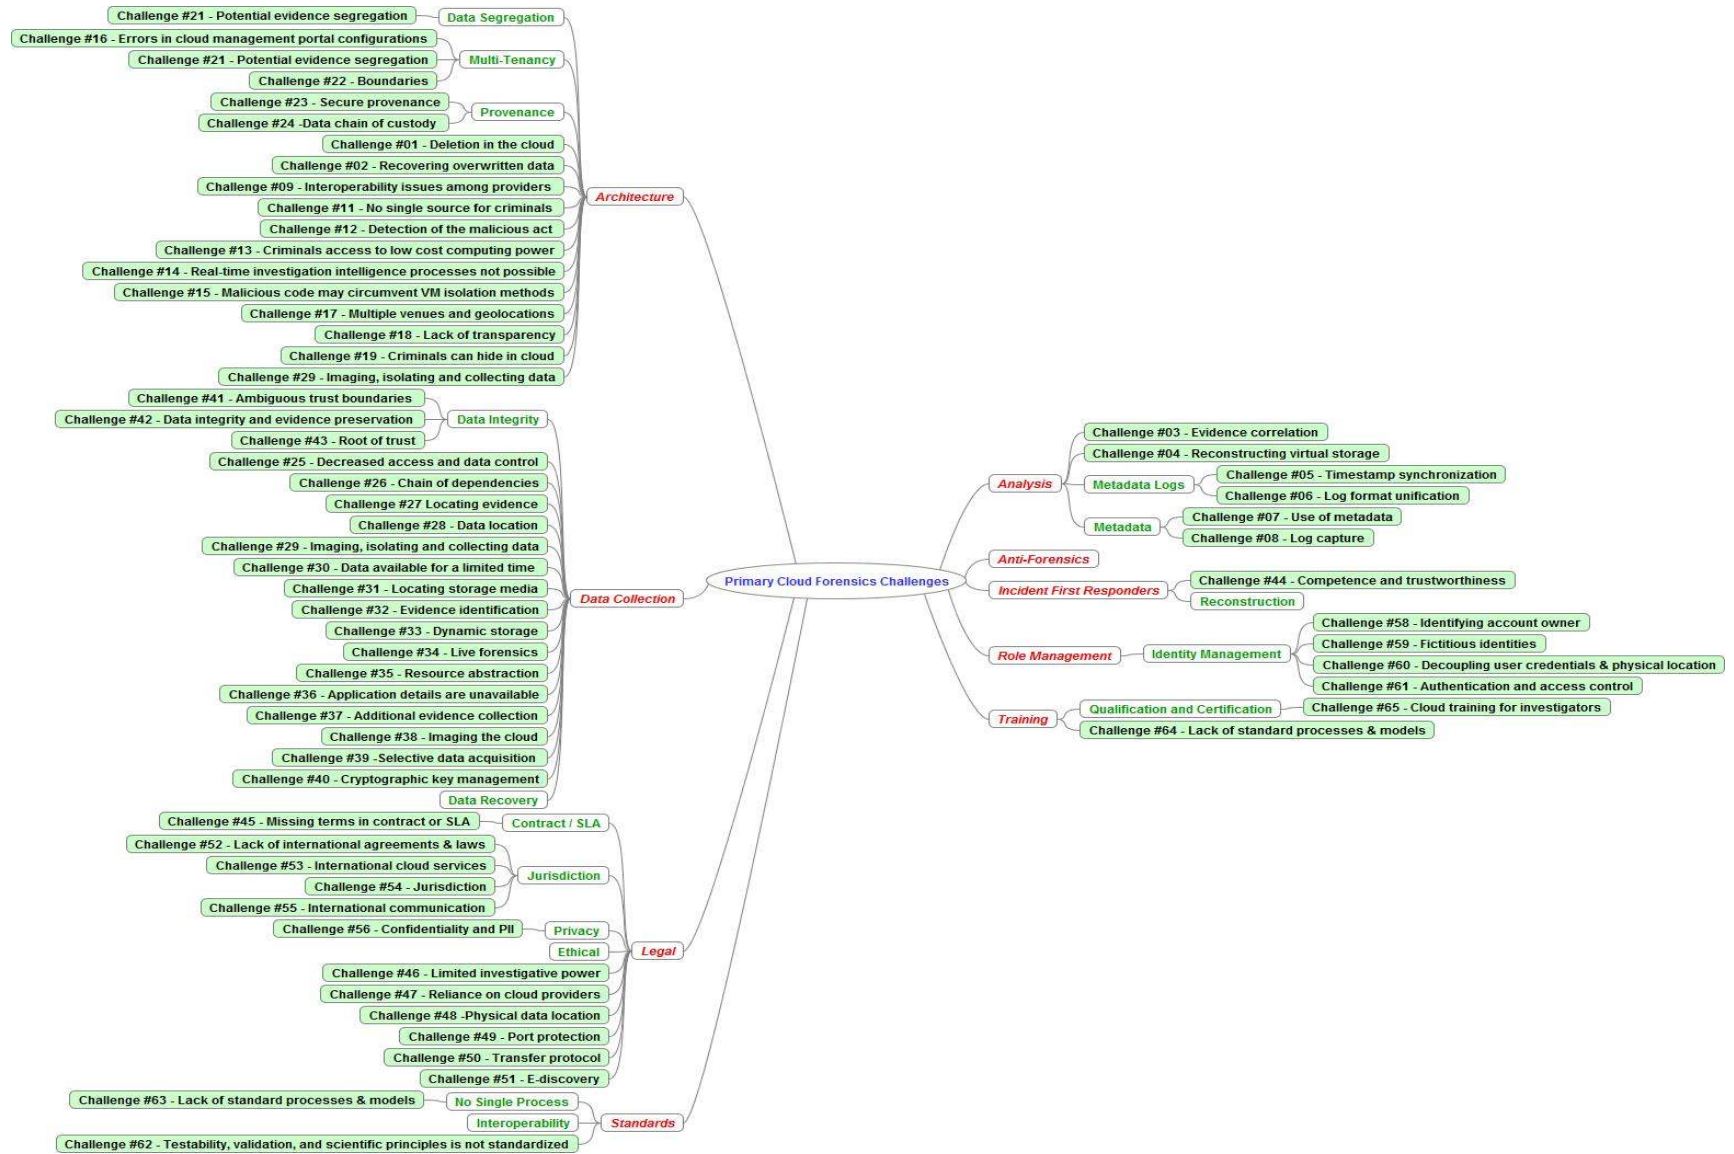 Challenge #21 - Potential evidence segregation
Data Segregation
Challenge #16 - Errors in cloud management portal configurations
Challenge #21 - Potential evidence segregation
Multi-Tenancy
Challenge #22 - Boundaries
Challenge #23 - Secure provenance
Provenance
Challenge #24 -Data chain of custody
Challenge #01 - Deletion in the cloud
Challenge #02 - Recovering overwritten data
Challenge #09 - Interoperability issues among providers
Architecture
Challenge #11 - No single source for criminals
Challenge #12 - Detection of the malicious act
Challenge #13 - Criminals access to low cost computing power
Challenge #14 - Real-time investigation intelligence processes not possible
Challenge #15 - Malicious code may circumvent VM isolation methods
Challenge #17 - Multiple venues and geolocations
Challenge #18 - Lack of transparency
Challenge #19 - Criminals can hide in cloud
Challenge #29 - Imaging, isolating and collecting data
Challenge #41 - Ambiguous trust boundaries
Challenge #42 - Data integrity and evidence preservation
Data Integrity
Challenge #43 - Root of trust
Challenge #25 - Decreased access and data control
Challenge #26 - Chain of dependencies
Challenge #27 Locating evidence
Challenge #28 - Data location
Challenge #29 - Imaging, isolating and collecting data
Challenge #30 - Data available for a limited time
Challenge #31 - Locating storage media
Data Collection
Challenge #32 - Evidence identification
Challenge #33 - Dynamic storage
Challenge #34 - Live forensics
Challenge #35 - Resource abstraction
Challenge #36 - Application details are unavailable
Challenge #37 - Additional evidence collection
Challenge #38 - Imaging the cloud
Challenge #39 -Selective data acquisition
Challenge #40 - Cryptographic key management
Data Recovery
Challenge #45 - Missing terms in contract or SLA
Contract / SLA
Challenge #52 - Lack of international agreements & laws
Challenge #53 - International cloud services
Jurisdiction
Challenge #54 - Jurisdiction
Challenge #55 - International communication
Challenge #56 - Confidentiality and PII
Privacy
Ethical
Legal
Challenge #46 - Limited investigative power
Challenge #47 - Reliance on cloud providers
Challenge #48 -Physical data location
Challenge #49 - Port protection
Challenge #50 - Transfer protocol
Challenge #51 - E-discovery
Challenge #63 - Lack of standard processes & models
No Single Process
Interoperability
Standards
Challenge #62 - Testability, validation, and scientific principles is not standardized
Primary Cloud Forensics Challenges
Challenge #03 - Evidence correlation
Challenge #04 - Reconstructing virtual storage
Analysis
Metadata Logs
Challenge #05 - Timestamp synchronization
Challenge #06 - Log format unification
Metadata
Challenge #07 - Use of metadata
Challenge #08 - Log capture
Anti-Forensics
Incident First Responders
Challenge #44 - Competence and trustworthiness
Reconstruction
Role Management
Identity Management
Challenge #58 - Identifying account owner
Challenge #59 - Fictitious identities
Challenge #60 - Decoupling user credentials & physical location
Challenge #61 - Authentication and access control
Training
Qualification and Certification
Challenge #65 - Cloud training for investigators
Challenge #64 - Lack of standard processes & models